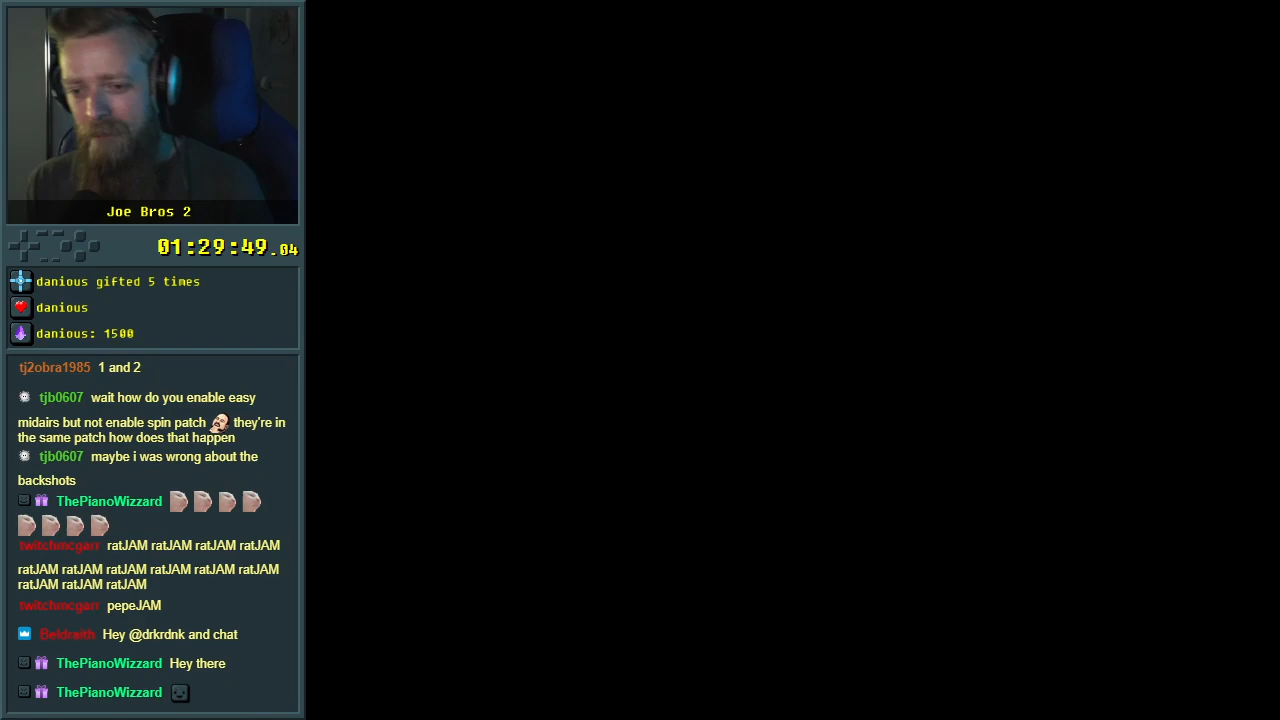 Joe Bros 2
01:29:49.04
danious gifted 5 times
danious
danious: 1500
tj2obra1985 1 and 2
tjb0607 wait how do you enable easy
midairs but not enable spin patch they're in
the same patch how does that happen
tjb0607 maybe i was wrong about the
backshots
ThePianoWizzard
twitchmcgarr ratJAM ratJAM ratJAM ratJAM
ratJAM ratJAM ratJAM ratJAM ratJAM ratJAM
ratJAM ratJAM ratJAM
twitchmcgarr pepeJAM
Beldraith Hey @drkrdnk and chat
ThePianoWizzard Hey there
ThePianoWizzard